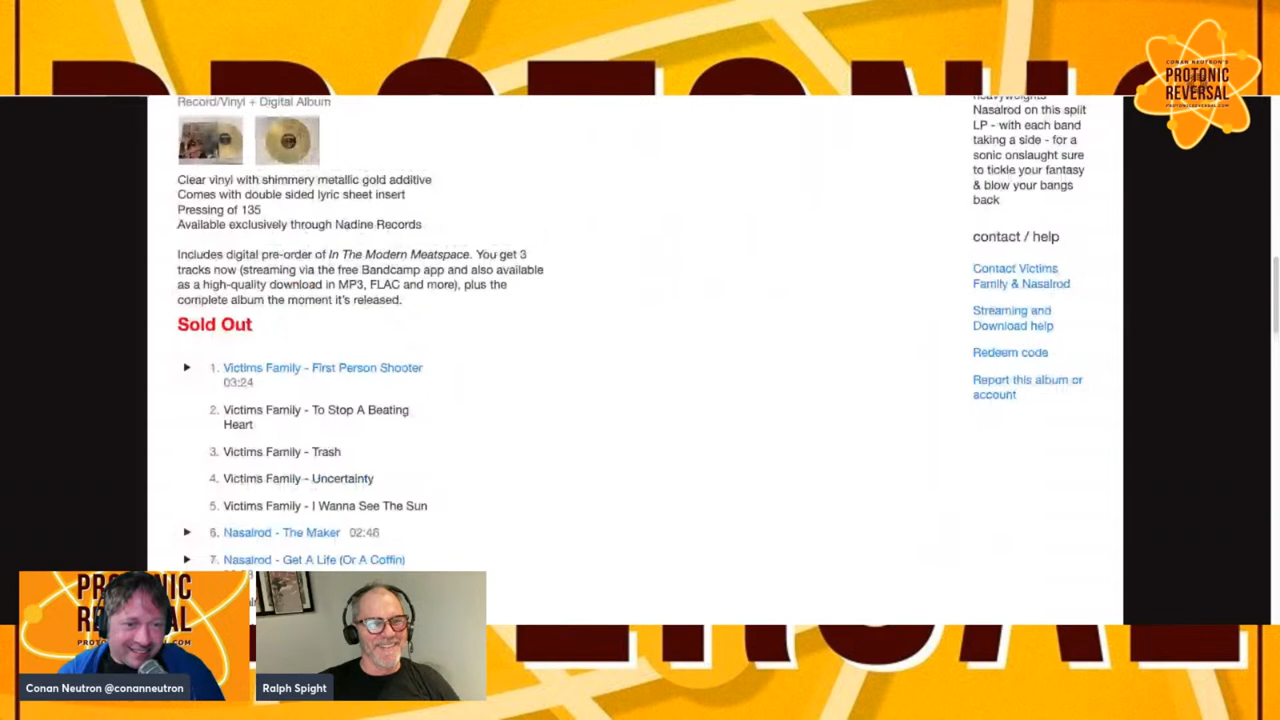 PROTONIC
CONAN NEUTRON'S
PROTONIC
REVERSAL
PROTONICREVERSAL.COM
Record/Vinyl + Digital Album
Clear vinyl with shimmery metallic gold additive
Comes with double sided lyric sheet insert
Pressing of 135
Available exclusively through Nadine Records
Includes digital pre-order of In The Modern Meatspace. You get 3
tracks now (streaming via the free Bandcamp app and also available
as a high-quality download in MP3, FLAC and more), plus the
complete album the moment it's released.
Sold Out
1. Victims Family - First Person Shooter
03:24
2. Victims Family - To Stop A Beating
Heart
3. Victims Family - Trash
4. Victims Family - Uncertainty
5. Victims Family - I Wanna See The Sun
6. Nasalrod - The Maker 02:46
7. Nasalrod - Get A Life (Or A Coffin)
heavyweights
Nasalrod on this split
LP - with each band
taking a side - for a
sonic onslaught sure
to tickle your fantasy
& blow your bangs
back
contact / help
Contact Victims
Family & Nasalrod
Streaming and
Download help
Redeem code
Report this album or
account
Conan Neutron @conanneutron
Ralph Spight